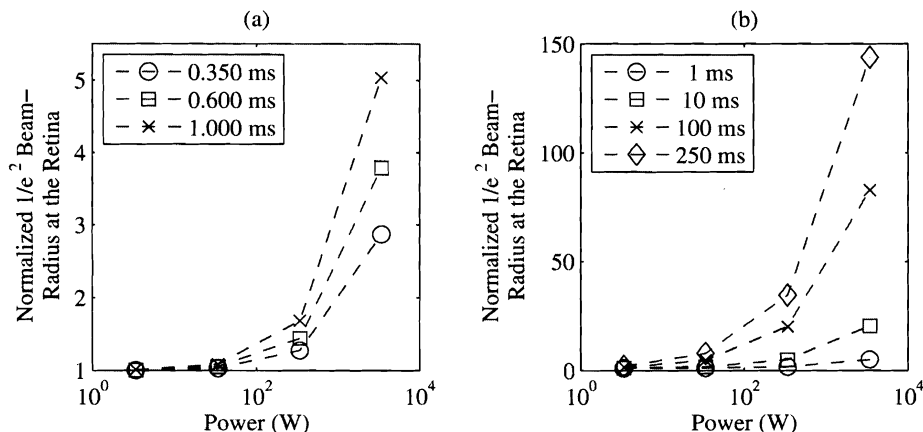 (a)
Normalized 1/e² Beam−
Radius at the Retina
5
4
3
2
1
0.350 ms
0.600 ms
1.000 ms
10⁰
10²
10⁴
Power (W)
(b)
Normalized 1/e² Beam−
Radius at the Retina
150
100
50
0
1 ms
10 ms
100 ms
250 ms
10⁰
10²
10⁴
Power (W)